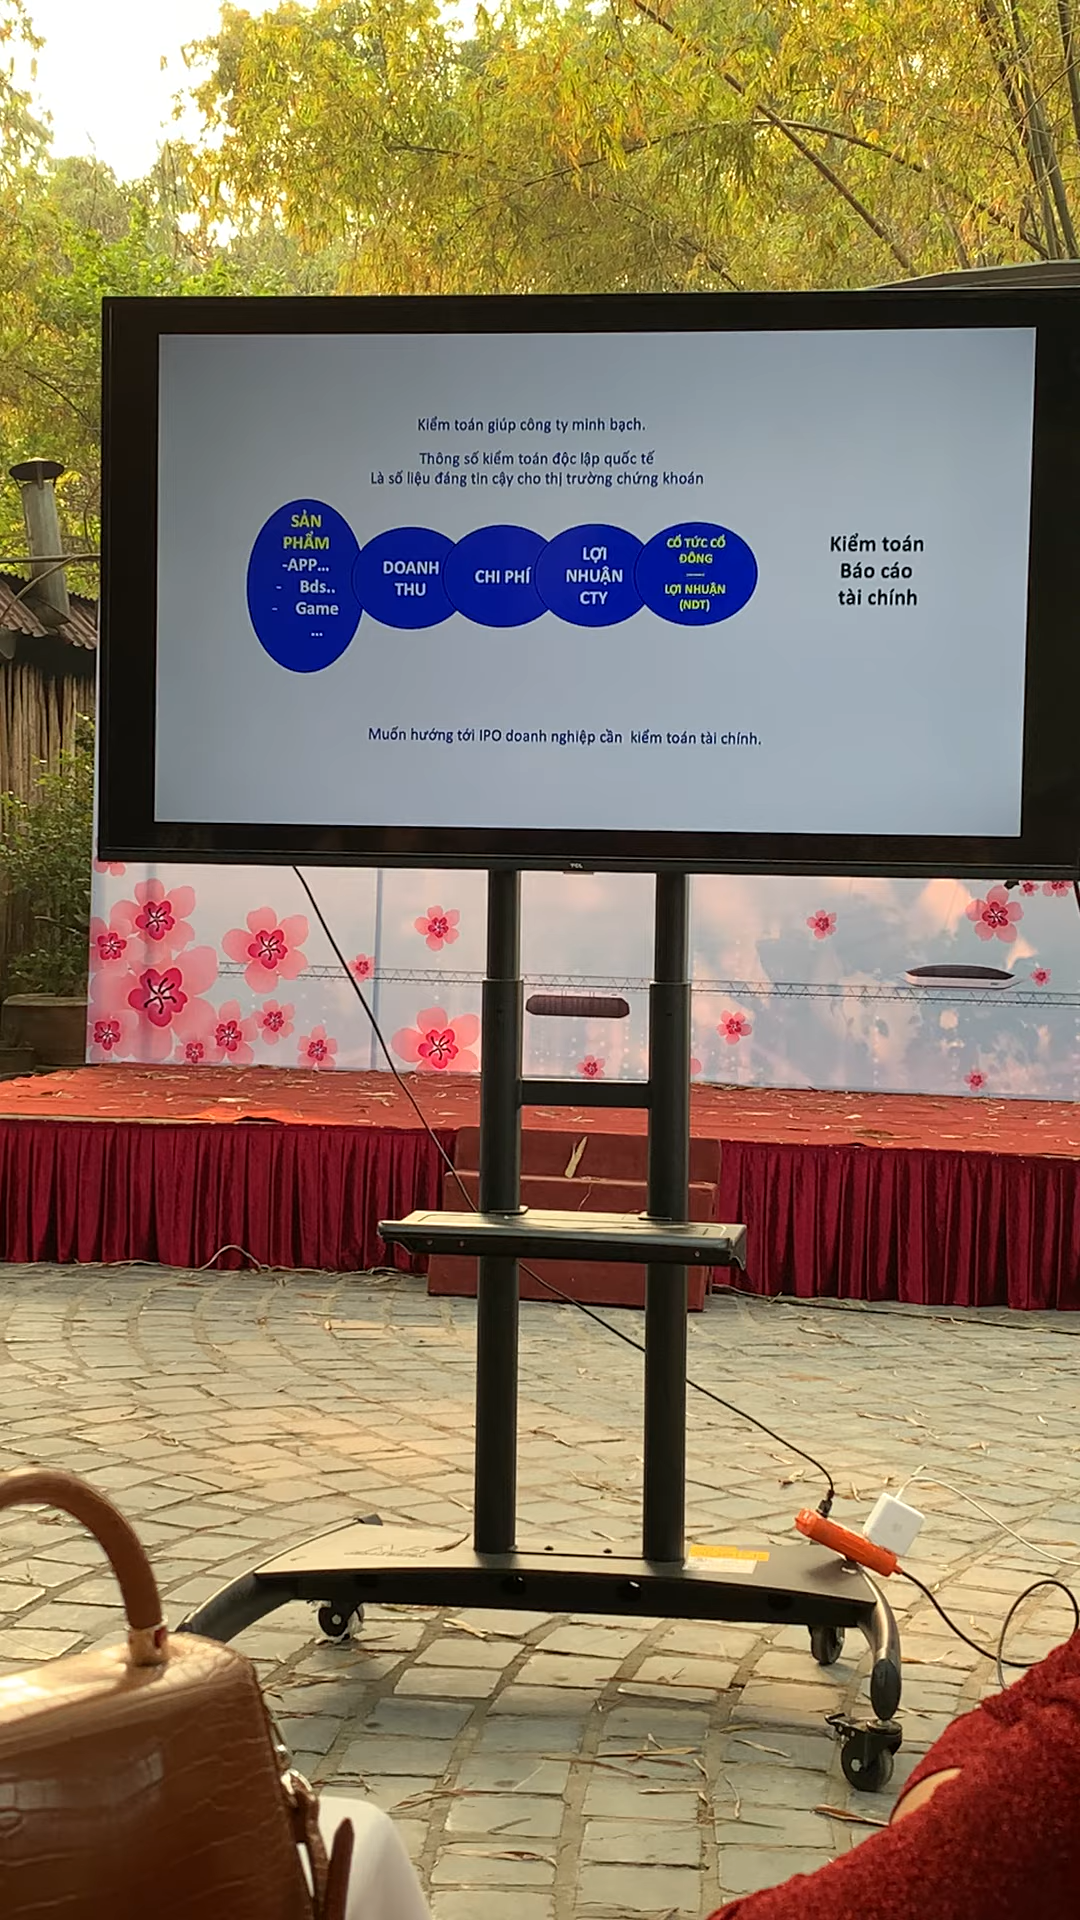 Kiểm toán giúp công ty minh bạch.
Thông số kiểm toán độc lập quốc tế
Là số liệu đáng tin cậy cho thị trường chứng khoán
SẢN
PHẨM
-APP...
- Bds..
- Game
...
DOANH
THU
CHI PHÍ
LỢI
NHUẬN
CTY
CỔ TỨC CỔ
ĐÔNG
LỢI NHUẬN
(NDT)
Kiểm toán
Báo cáo
tài chính
Muốn hướng tới IPO doanh nghiệp cần kiểm toán tài chính.
TCL